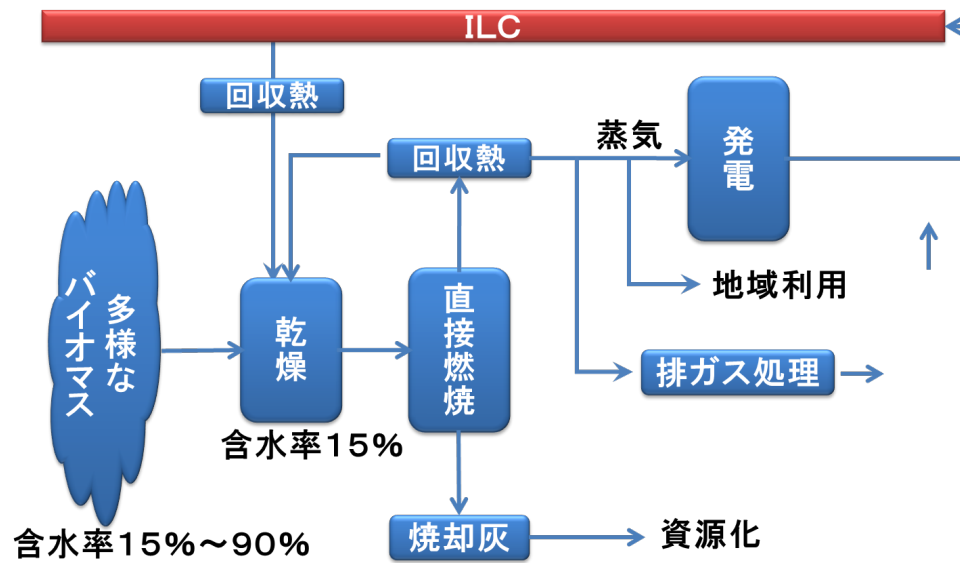 ILC
回収熱
回収熱
蒸気
発電
地域利用
多様な
バイオマス
乾燥
直接燃焼
排ガス処理
含水率15%
含水率15%～90%
焼却灰
資源化